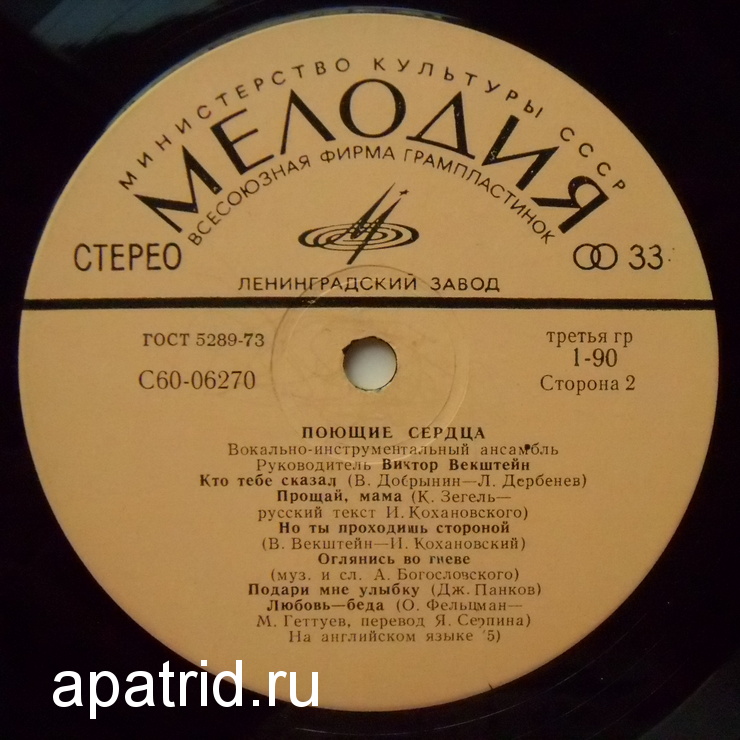 МИНИСТЕРСТВО КУЛЬТУРЫ СССР
МЕЛОДИЯ
ВСЕСОЮЗНАЯ ФИРМА ГРАМПЛАСТИНОК
СТЕРЕО
33
ЛЕНИНГРАДСКИЙ ЗАВОД
ГОСТ 5289-73
третья гр
1-90
С60-06270
Сторона 2
ПОЮЩИЕ СЕРДЦА
Вокально-инструментальный ансамбль
Руководитель Виктор Векштейн
Кто тебе сказал (В. Добрынин—Л. Дербенев)
Прощай, мама (К. Зегель—
русский текст И. Кохановского)
Но ты проходишь стороной
(В. Векштейн—И. Кохановский)
Оглянись во гневе
(муз. и сл. А. Богословского)
Подари мне улыбку (Дж. Панков)
Любовь—беда (О. Фельцман—
М. Геттуев, перевод Я. Серпина)
На английском языке 5)
apatrid.ru